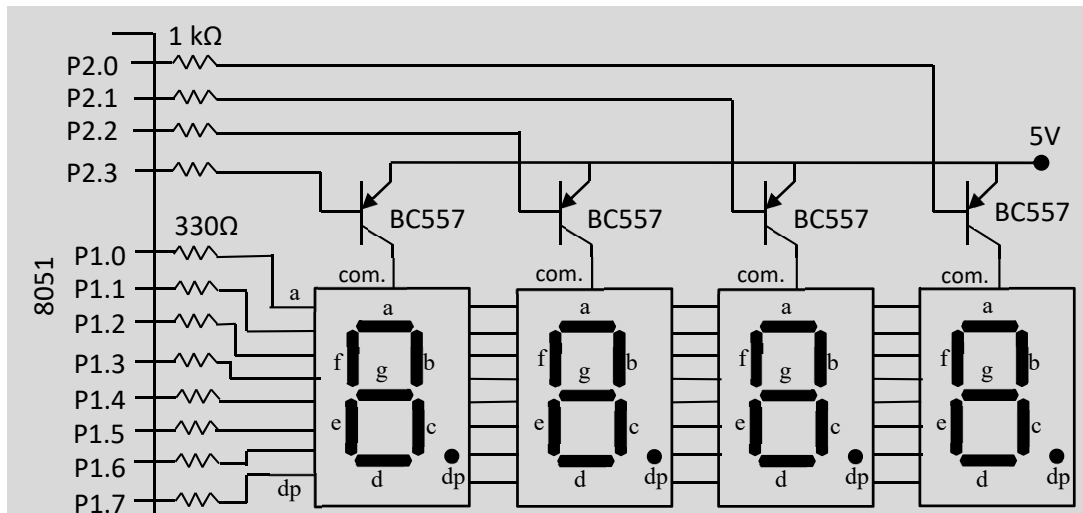 1 kΩ
P2.0
P2.1
P2.2
5V
P2.3
BC557 BC557 BC557 BC557
330Ω
P1.0
com. com. com. com.
8051
P1.1
a a a a a
P1.2
f b f b f b f b
P1.3
g g g g
P1.4
e c e c e c e c
P1.5
P1.6
dp d dp d dp d dp d dp
P1.7